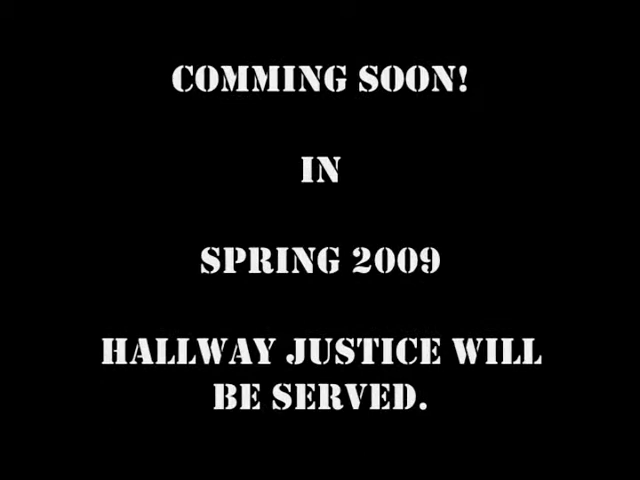 COMMING SOON!
IN
SPRING 2009
HALLWAY JUSTICE WILL
BE SERVED.